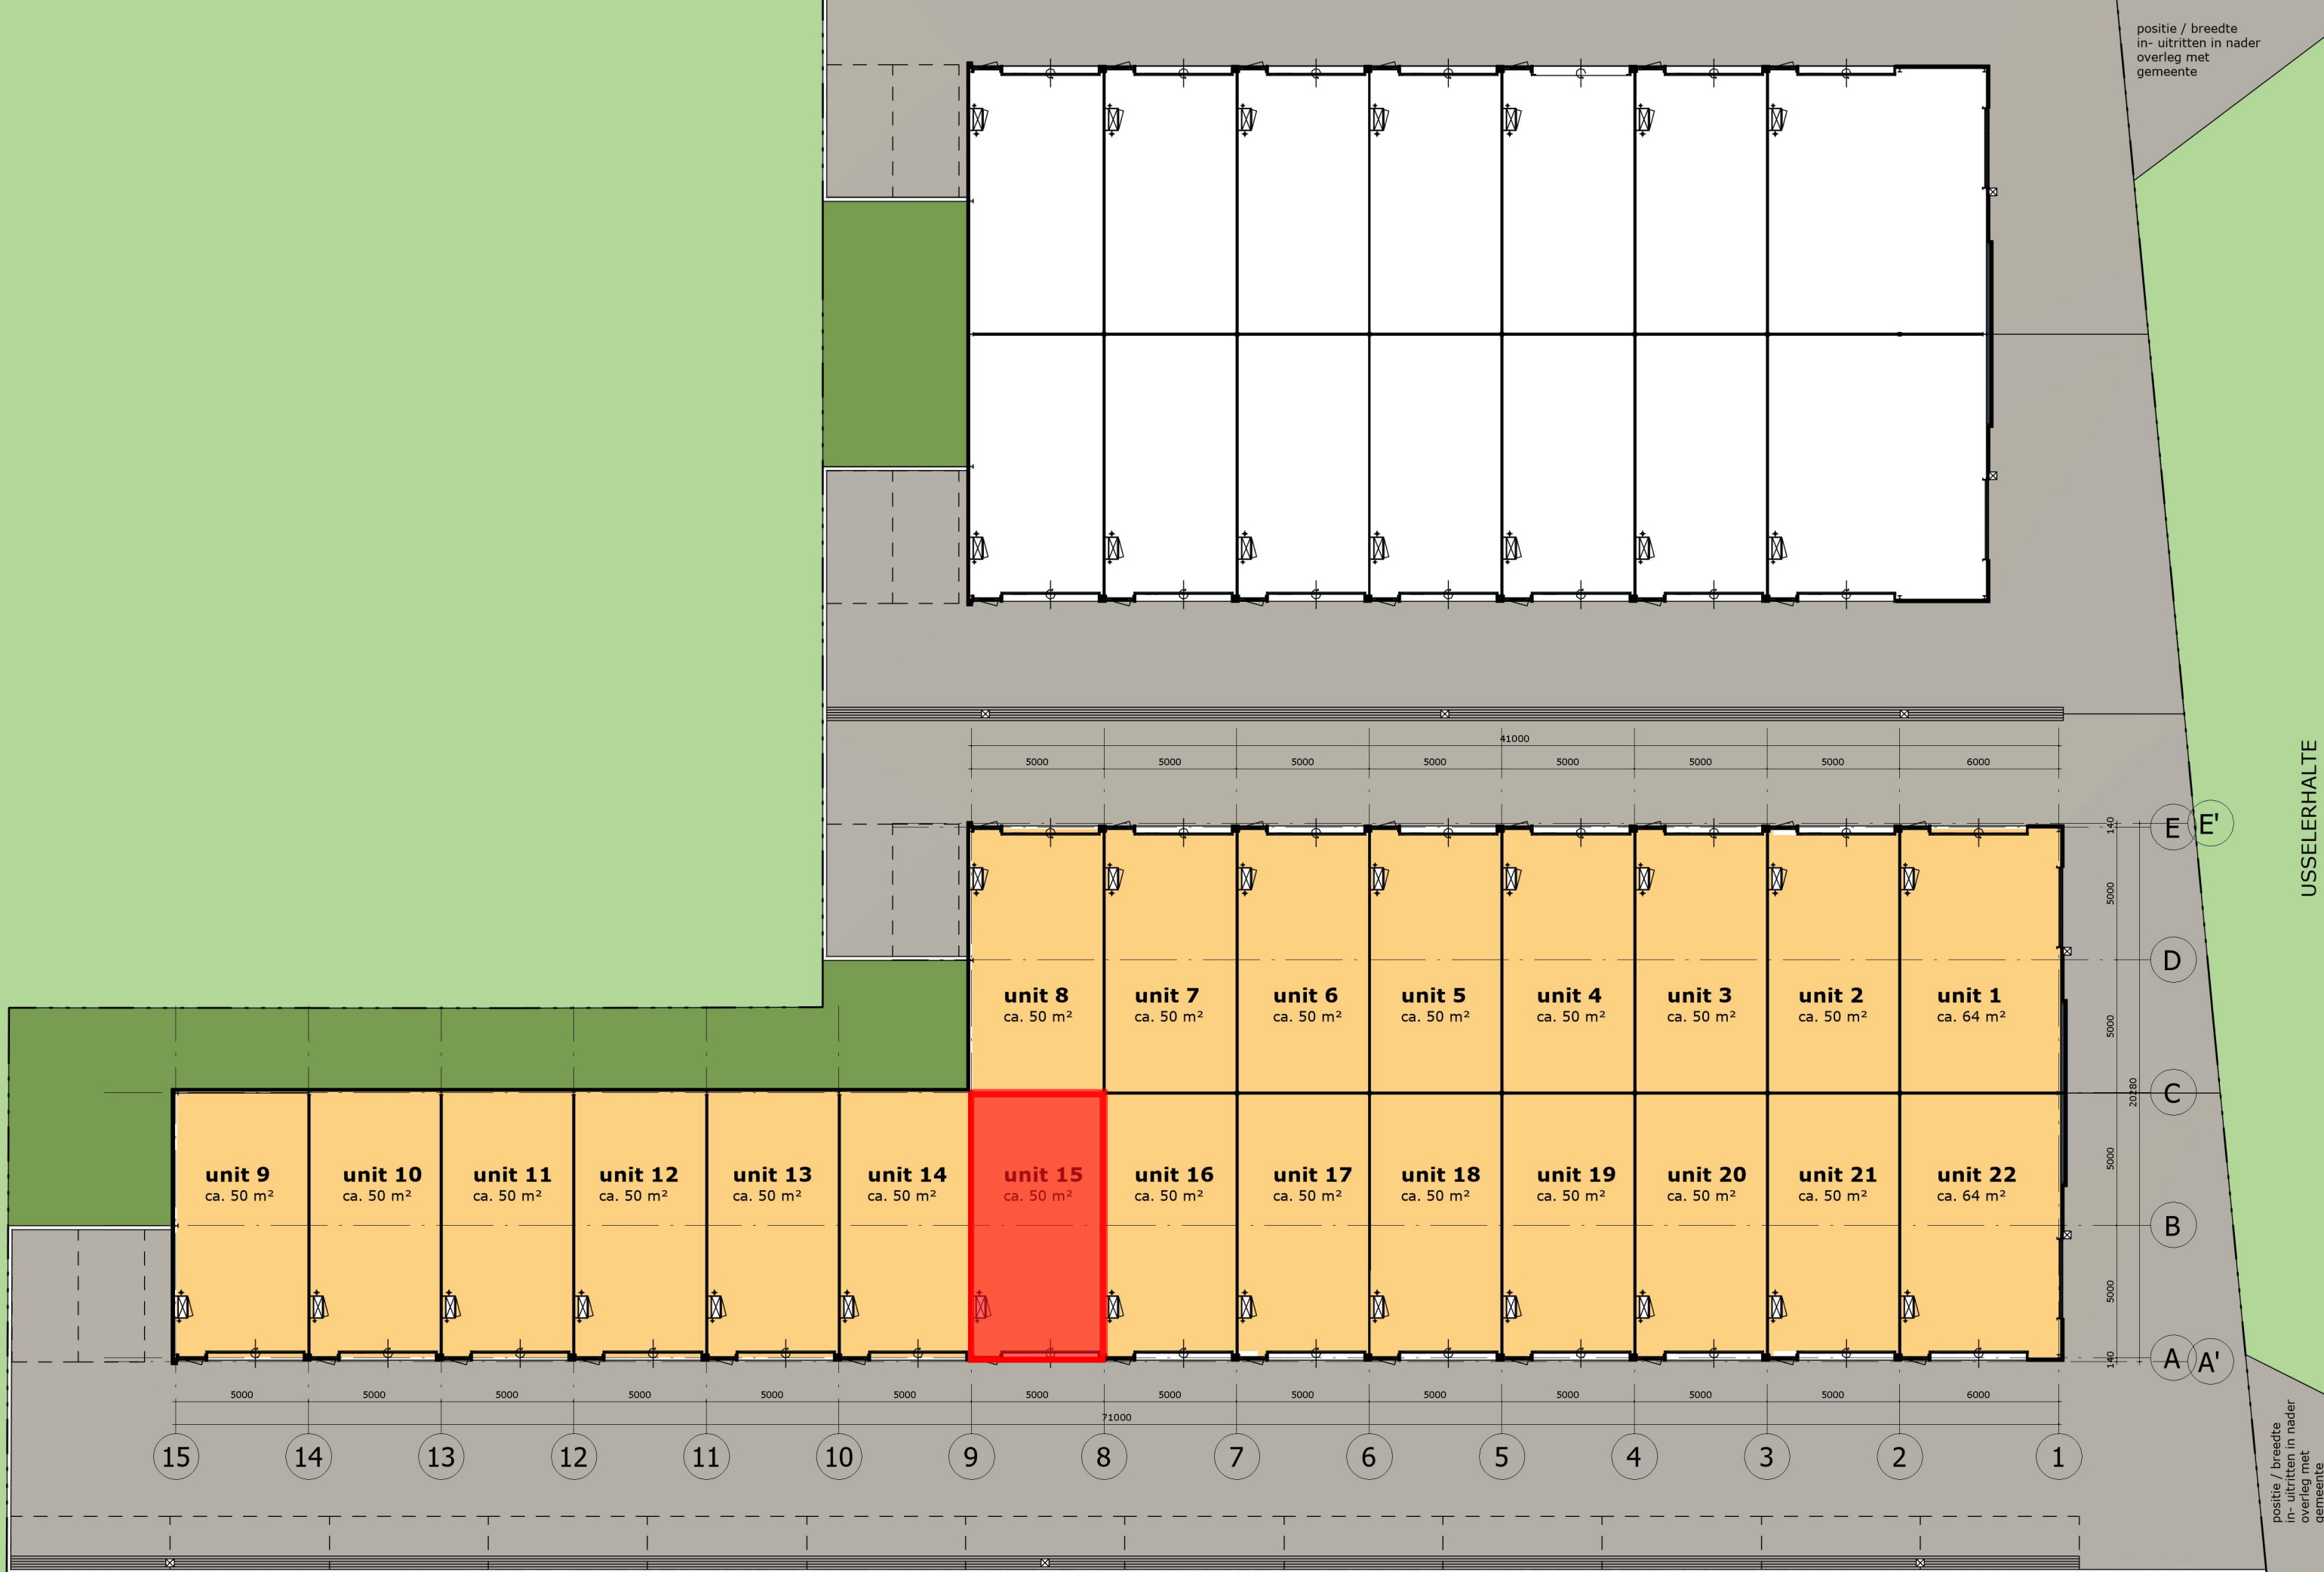 positie / breedte
in- uitritten in nader
overleg met
gemeente
41000
5000 5000 5000 5000 5000 5000 5000 6000
USSELERHALTE
E E'
140
5000
D
unit 8 unit 7 unit 6 unit 5 unit 4 unit 3 unit 2 unit 1
ca. 50 m² ca. 50 m² ca. 50 m² ca. 50 m² ca. 50 m² ca. 50 m² ca. 50 m² ca. 64 m²
5000
C
20280
unit 9 unit 10 unit 11 unit 12 unit 13 unit 14 unit 15 unit 16 unit 17 unit 18 unit 19 unit 20 unit 21 unit 22
ca. 50 m² ca. 50 m² ca. 50 m² ca. 50 m² ca. 50 m² ca. 50 m² ca. 50 m² ca. 50 m² ca. 50 m² ca. 50 m² ca. 50 m² ca. 50 m² ca. 50 m² ca. 64 m²
5000
B
5000
A A'
140
5000 5000 5000 5000 5000 5000 5000 5000 5000 5000 5000 5000 5000 6000
71000
15 14 13 12 11 10 9 8 7 6 5 4 3 2 1
positie / breedte
in- uitritten in nader
overleg met
gemeente